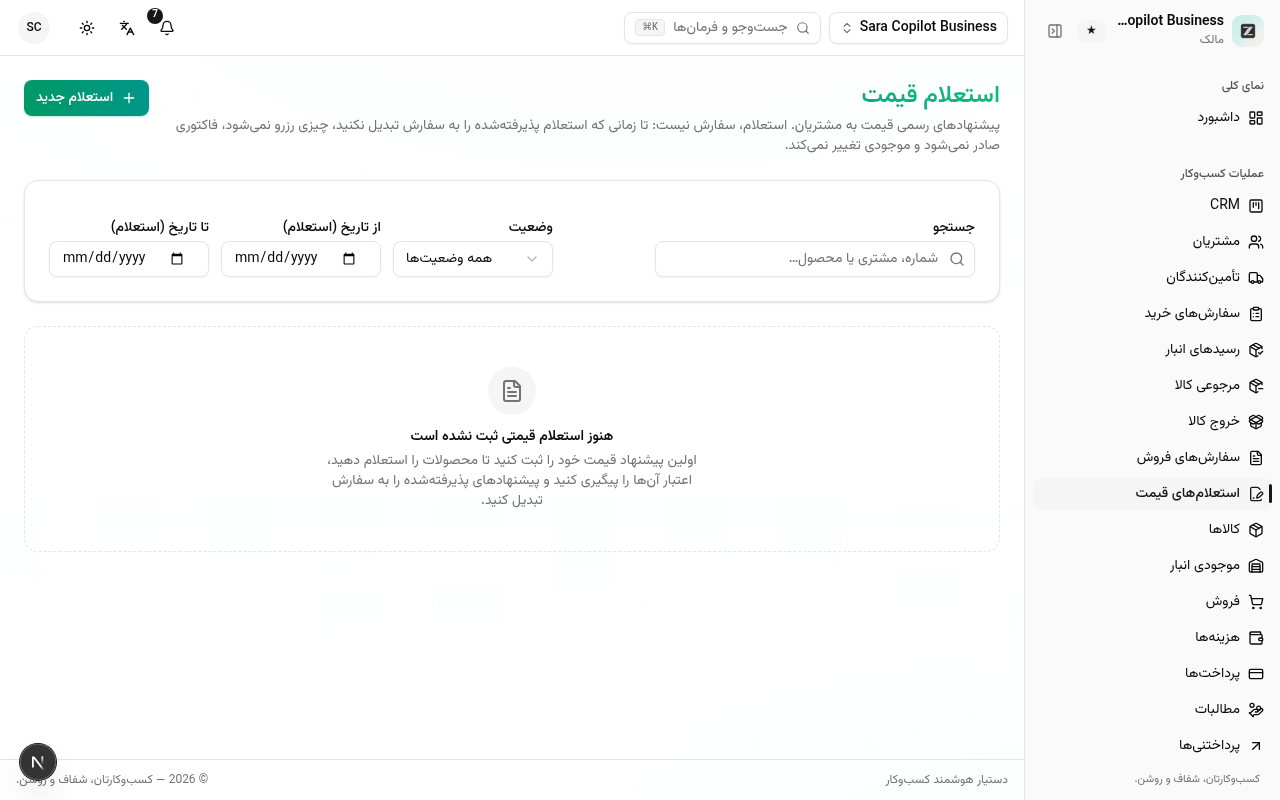 ...opilot Business
مالک
نمای کلی
داشبورد
عملیات کسب‌وکار
CRM
مشتریان
تأمین‌کنندگان
سفارش‌های خرید
رسیدهای انبار
مرجوعی کالا
خروج کالا
سفارش‌های فروش
استعلام‌های قیمت
کالاها
موجودی انبار
فروش
هزینه‌ها
پرداخت‌ها
مطالبات
پرداختنی‌ها
کسب‌وکارتان، شفاف و روشن.
Sara Copilot Business
جست‌وجو و فرمان‌ها ⌘K
7
SC
استعلام قیمت
استعلام جدید
پیشنهادهای رسمی قیمت به مشتریان. استعلام، سفارش نیست: تا زمانی که استعلام پذیرفته‌شده را به سفارش تبدیل نکنید، چیزی رزرو نمی‌شود، فاکتوری
صادر نمی‌شود و موجودی تغییر نمی‌کند.
جستجو
شماره، مشتری یا محصول...
وضعیت
همه وضعیت‌ها
از تاریخ (استعلام)
mm/dd/yyyy
تا تاریخ (استعلام)
mm/dd/yyyy
هنوز استعلام قیمتی ثبت نشده است
اولین پیشنهاد قیمت خود را ثبت کنید تا محصولات را استعلام دهید،
اعتبار آن‌ها را پیگیری کنید و پیشنهادهای پذیرفته‌شده را به سفارش
تبدیل کنید.
دستیار هوشمند کسب‌وکار
© 2026 — کسب‌وکارتان، شفاف و روشن.
N